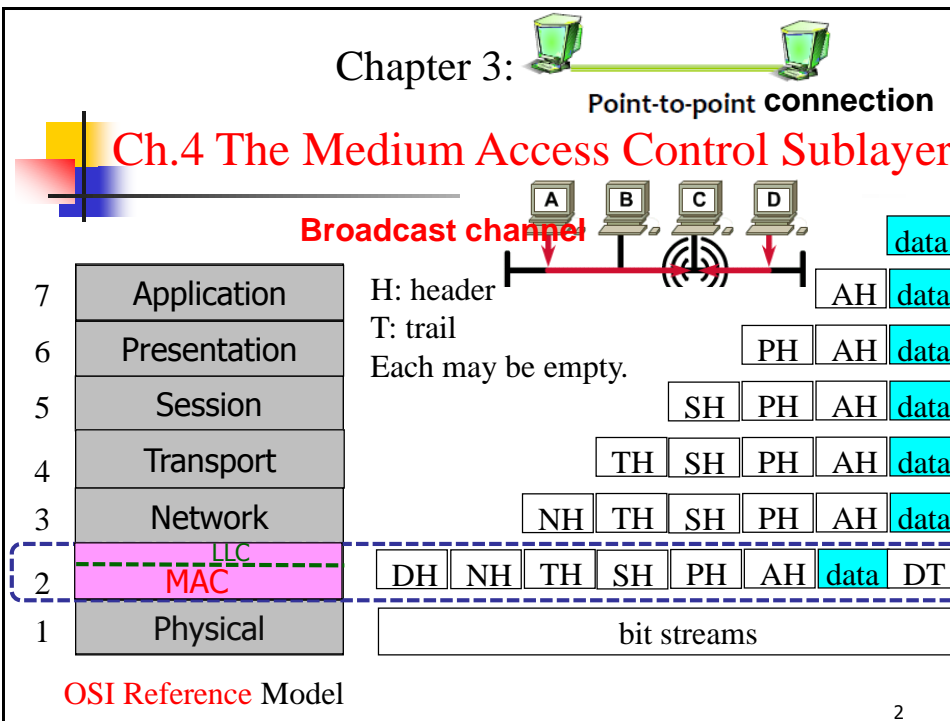 Chapter 3:
Point-to-point connection
Ch.4 The Medium Access Control Sublayer
A B C D
Broadcast channel
data
7 Application H: header AH data
T: trail
6 Presentation PH AH data
Each may be empty.
5 Session SH PH AH data
4 Transport TH SH PH AH data
3 Network NH TH SH PH AH data
LLC
2 MAC DH NH TH SH PH AH data DT
1 Physical bit streams
OSI Reference Model
2